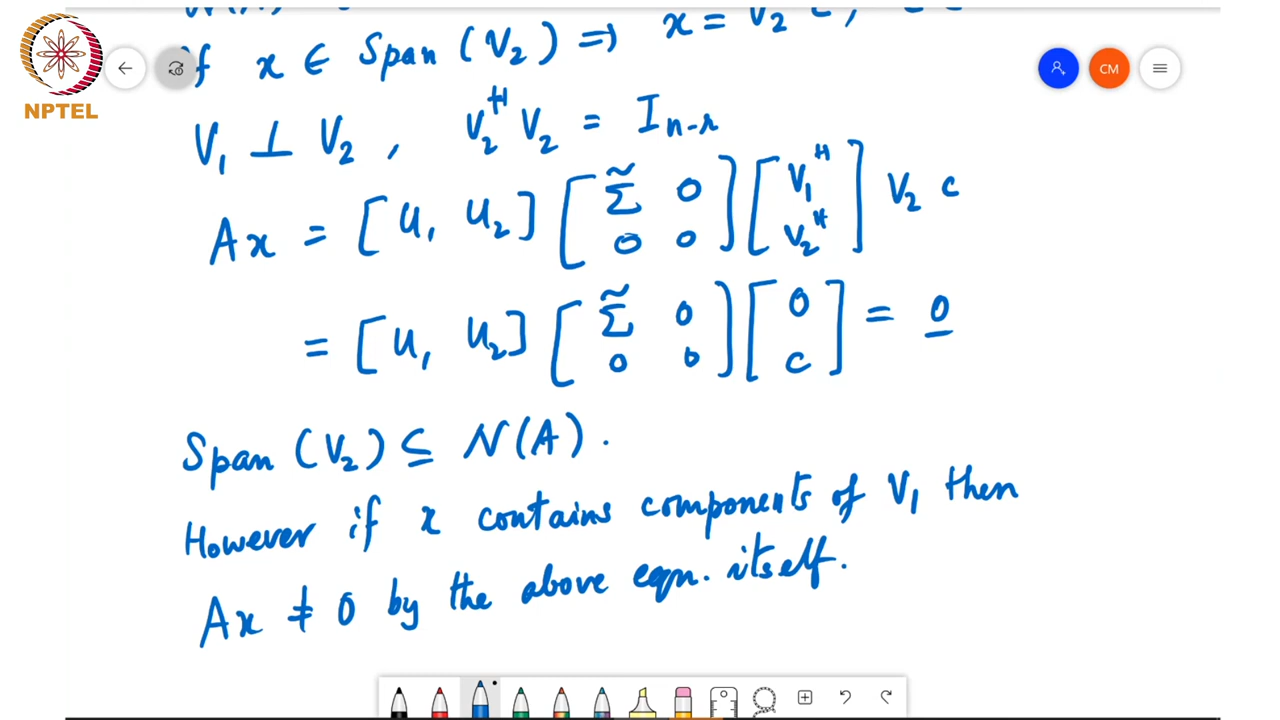 N(A)
If x ∈ Span (V₂) ⇒ x = V₂ c,
V₁ ⊥ V₂ , V₂ᴴ V₂ = Iₙ₋ᵣ
Ax = [U₁ U₂] [Σ̃ 0; 0 0] [V₁ᴴ; V₂ᴴ] V₂ c
= [U₁ U₂] [Σ̃ 0; 0 0] [0; c] = 0
Span (V₂) ⊆ N(A).
However if x contains components of V₁ then
Ax ≠ 0 by the above eqn. itself.
NPTEL
CM